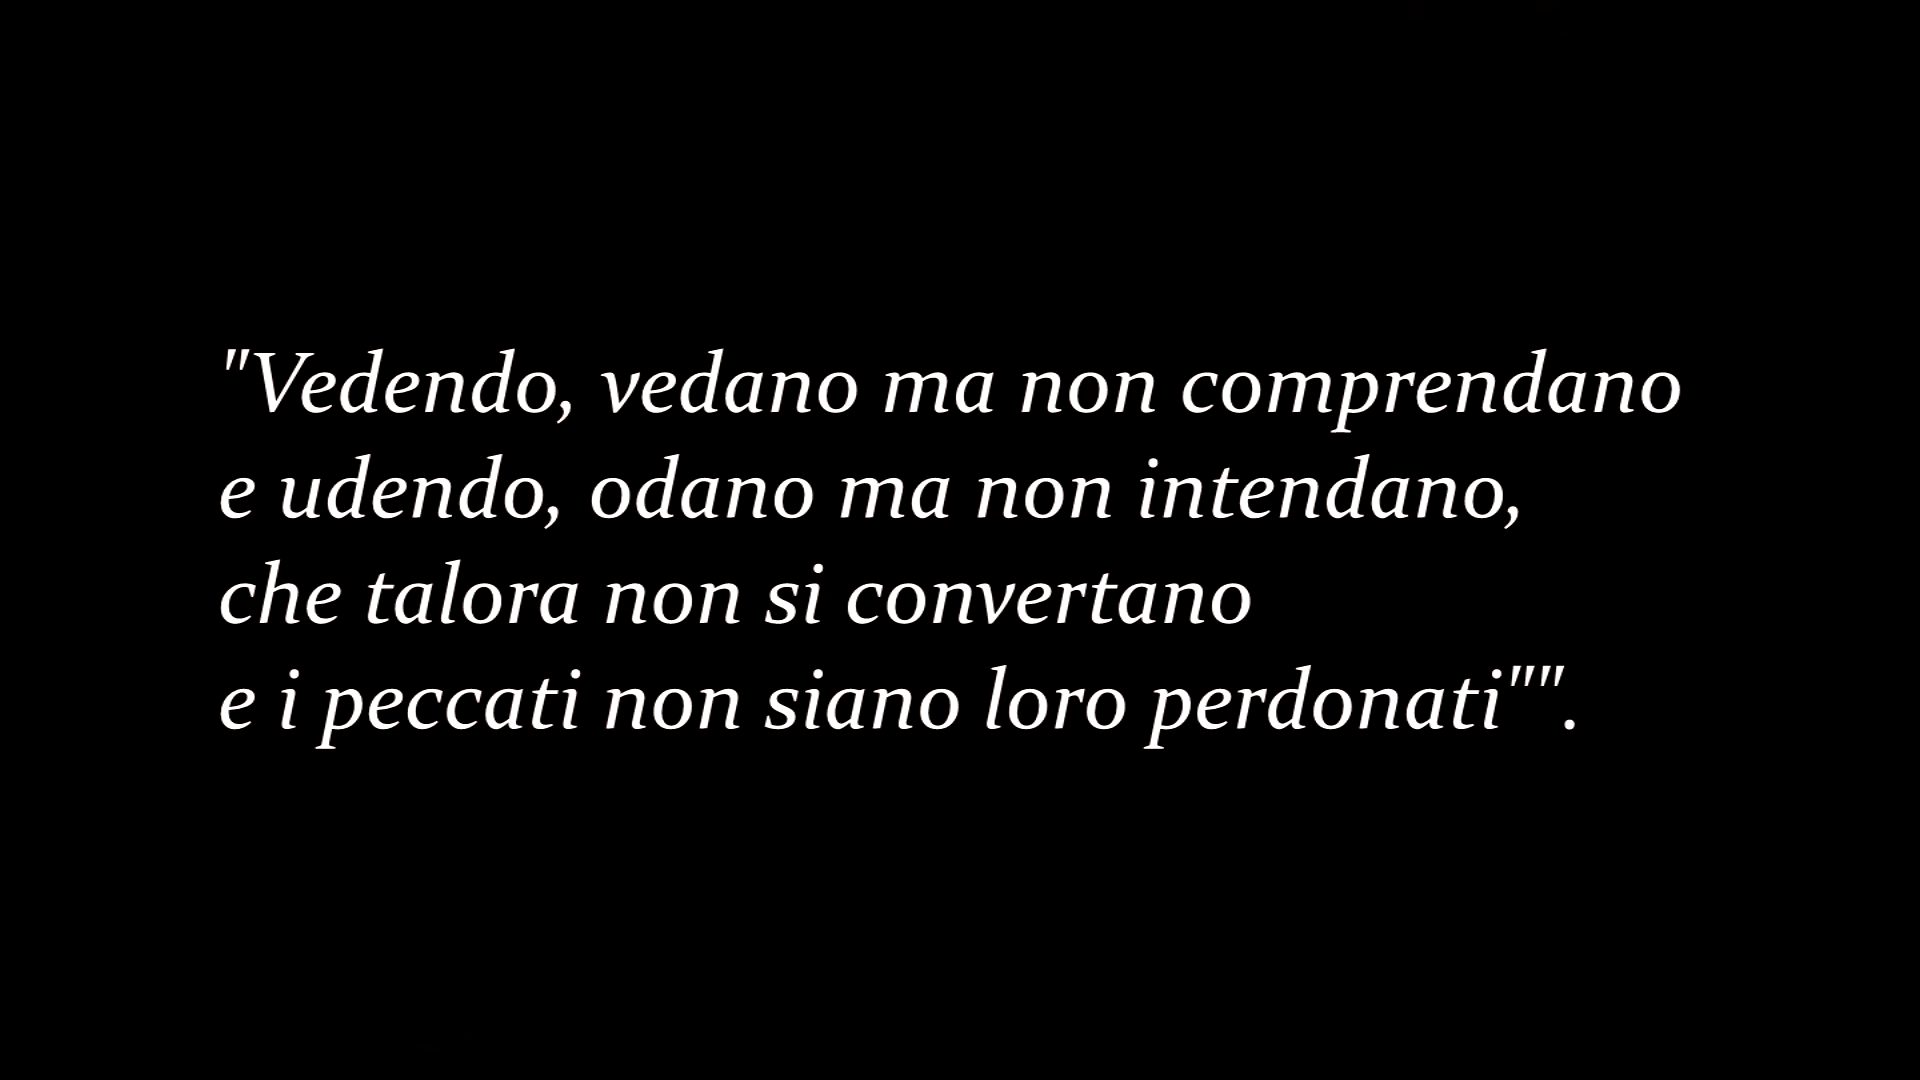 "Vedendo, vedano ma non comprendano
e udendo, odano ma non intendano,
che talora non si convertano
e i peccati non siano loro perdonati"".